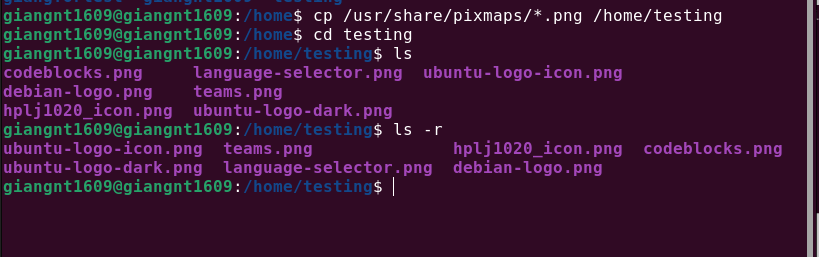 giangnt1609@giangnt1609:/home$ cp /usr/share/pixmaps/*.png /home/testing
giangnt1609@giangnt1609:/home$ cd testing
giangnt1609@giangnt1609:/home/testing$ ls
codeblocks.png     language-selector.png  ubuntu-logo-icon.png
debian-logo.png    teams.png
hplj1020_icon.png  ubuntu-logo-dark.png
giangnt1609@giangnt1609:/home/testing$ ls -r
ubuntu-logo-icon.png  teams.png              hplj1020_icon.png  codeblocks.png
ubuntu-logo-dark.png  language-selector.png  debian-logo.png
giangnt1609@giangnt1609:/home/testing$